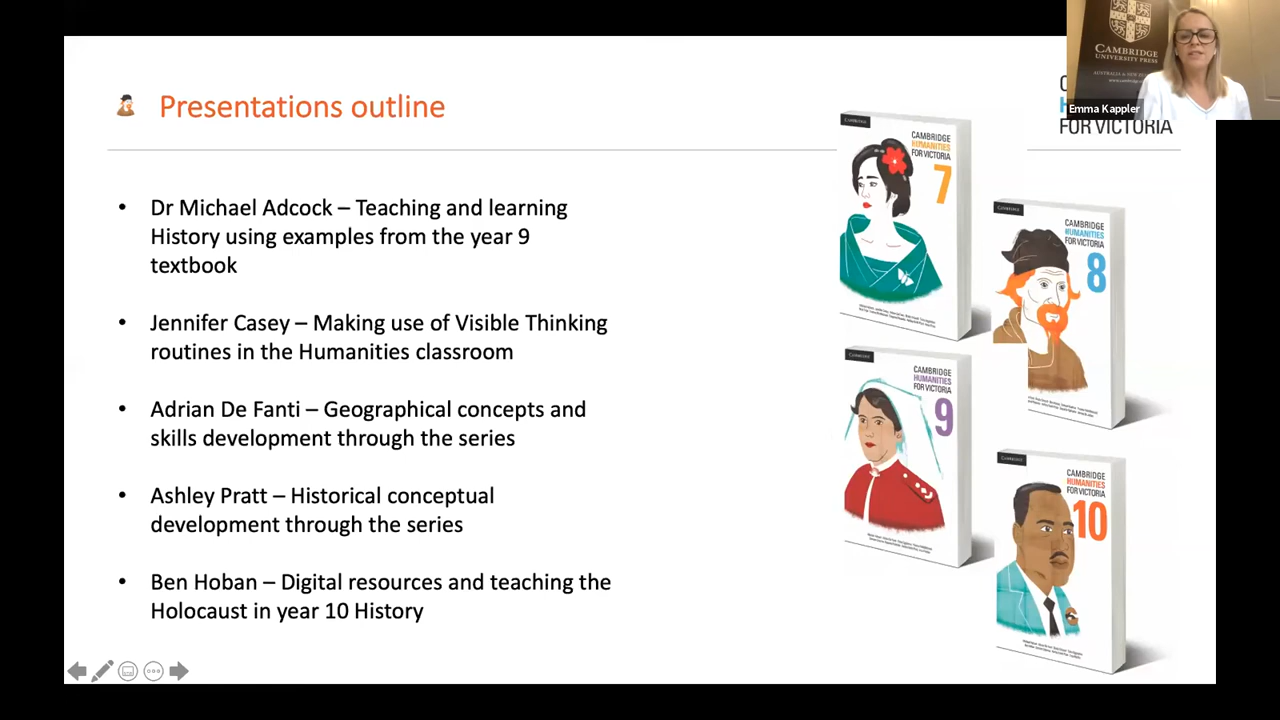 Presentations outline
CAMBRIDGE
UNIVERSITY PRESS
Emma Kappler
FOR VICTORIA
• Dr Michael Adcock – Teaching and learning
History using examples from the year 9
textbook
• Jennifer Casey – Making use of Visible Thinking
routines in the Humanities classroom
• Adrian De Fanti – Geographical concepts and
skills development through the series
• Ashley Pratt – Historical conceptual
development through the series
• Ben Hoban – Digital resources and teaching the
Holocaust in year 10 History
CAMBRIDGE
CAMBRIDGE
HUMANITIES
FOR VICTORIA
7
CAMBRIDGE
CAMBRIDGE
HUMANITIES
FOR VICTORIA
8
CAMBRIDGE
CAMBRIDGE
HUMANITIES
FOR VICTORIA
9
CAMBRIDGE
CAMBRIDGE
HUMANITIES
FOR VICTORIA
10